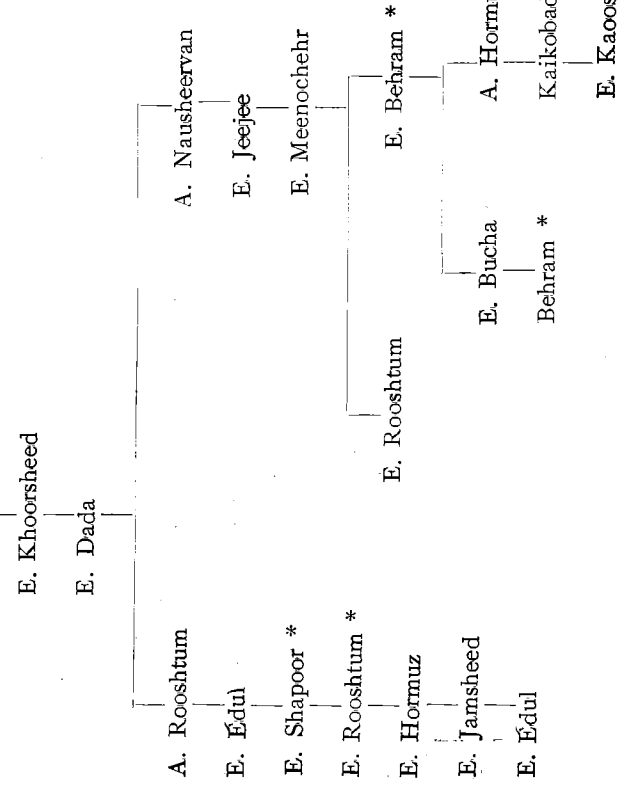 E. Khoorsheed
E. Dada
A. Rooshtum
A. Nausheervan
E. Edul
E. Jeejee
E. Shapoor *
E. Meenochehr
E. Rooshtum *
E. Rooshtum
E. Behram *
E. Hormuz
E. Jamsheed
E. Bucha
A.
E. Edul
Behram *
E.